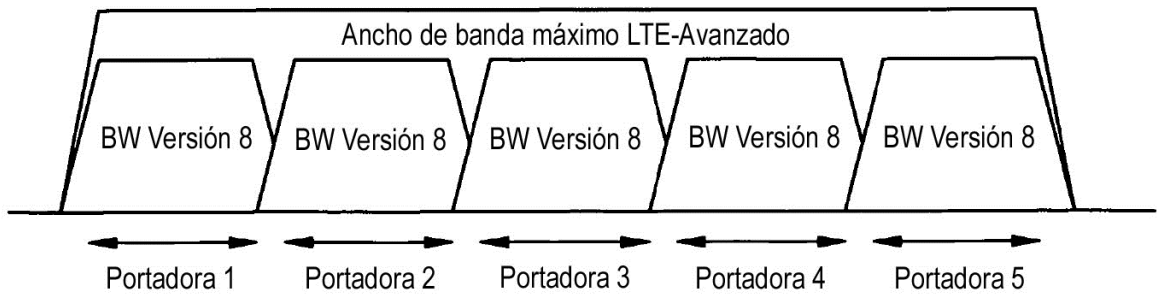 Ancho de banda máximo LTE-Avanzado
BW Versión 8 BW Versión 8 BW Versión 8 BW Versión 8 BW Versión 8
Portadora 1 Portadora 2 Portadora 3 Portadora 4 Portadora 5